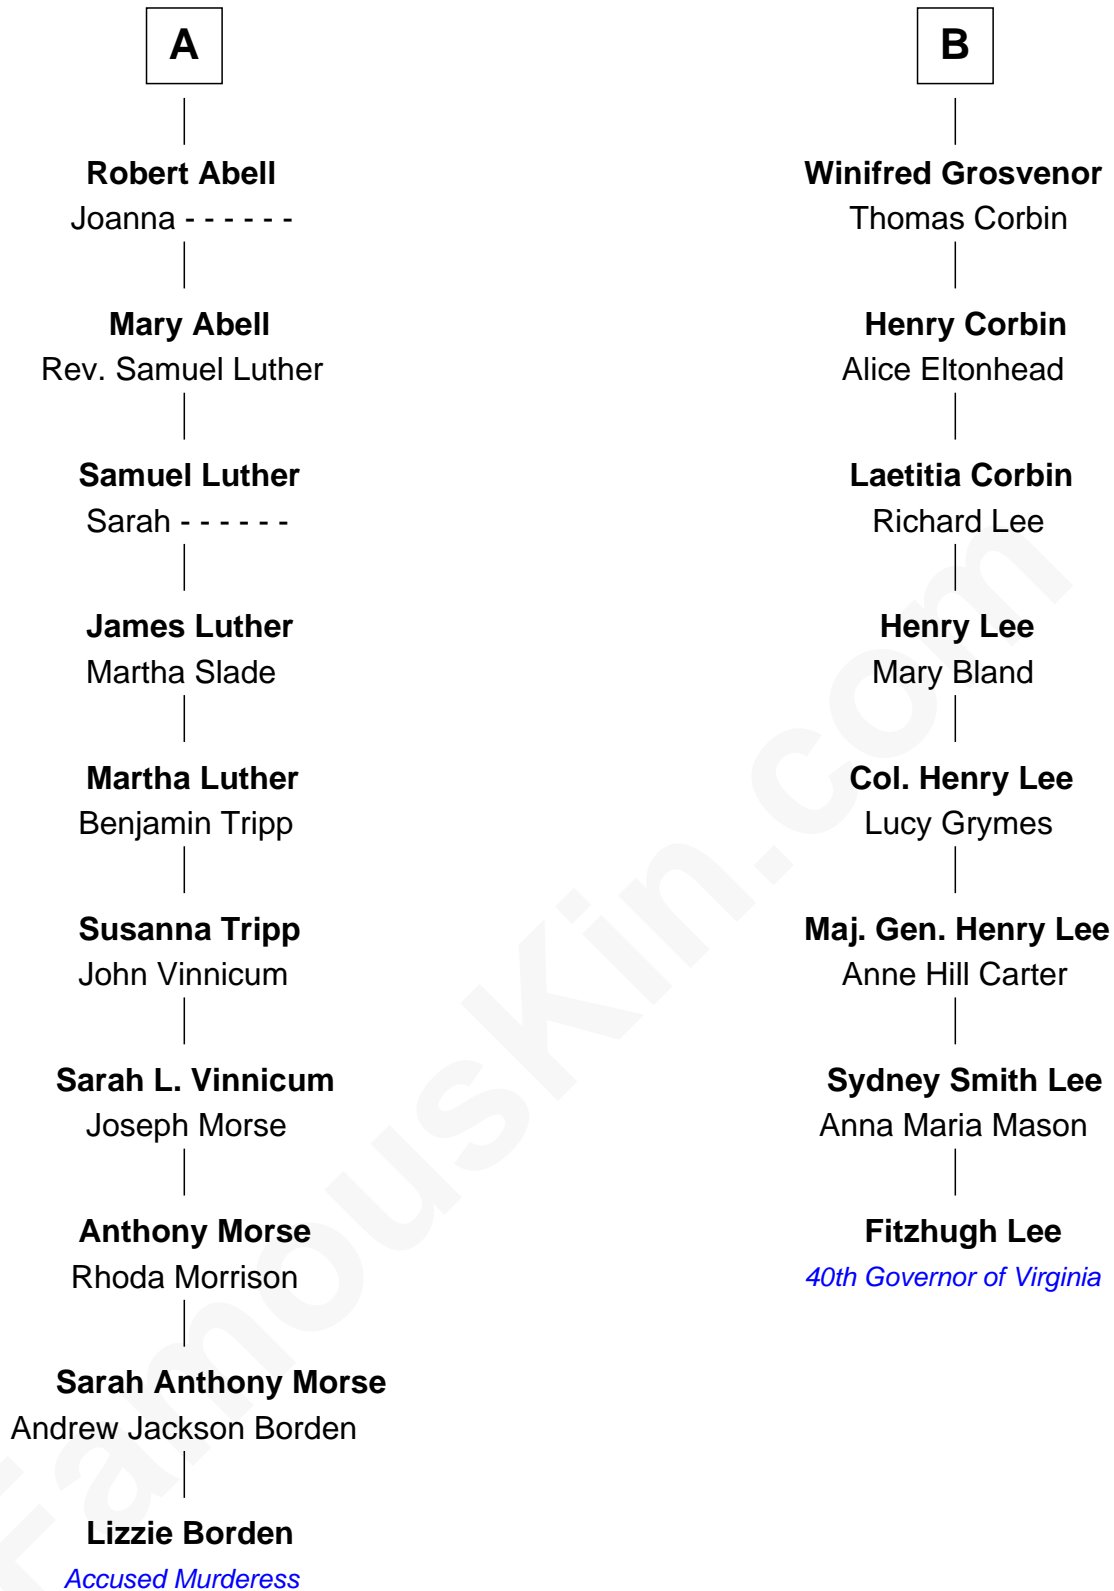 A
Robert Abell
Joanna - - - - - -
Mary Abell
Rev. Samuel Luther
Samuel Luther
Sarah - - - - - -
James Luther
Martha Slade
Martha Luther
Benjamin Tripp
Susanna Tripp
John Vinnicum
Sarah L. Vinnicum
Joseph Morse
Anthony Morse
Rhoda Morrison
Sarah Anthony Morse
Andrew Jackson Borden
Lizzie Borden
Accused Murderess
B
Winifred Grosvenor
Thomas Corbin
Henry Corbin
Alice Eltonhead
Laetitia Corbin
Richard Lee
Henry Lee
Mary Bland
Col. Henry Lee
Lucy Grymes
Maj. Gen. Henry Lee
Anne Hill Carter
Sydney Smith Lee
Anna Maria Mason
Fitzhugh Lee
40th Governor of Virginia
FamousKin.com